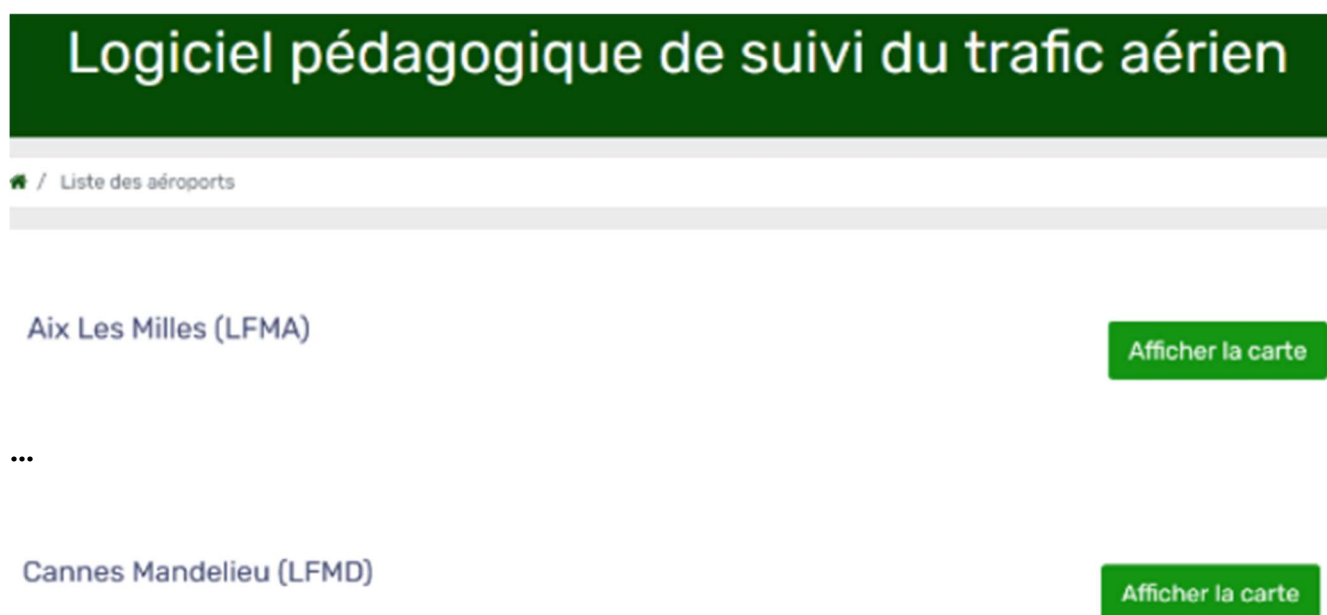 Logiciel pédagogique de suivi du trafic aérien
/ Liste des aéroports
Aix Les Milles (LFMA)
Afficher la carte
...
Cannes Mandelieu (LFMD)
Afficher la carte